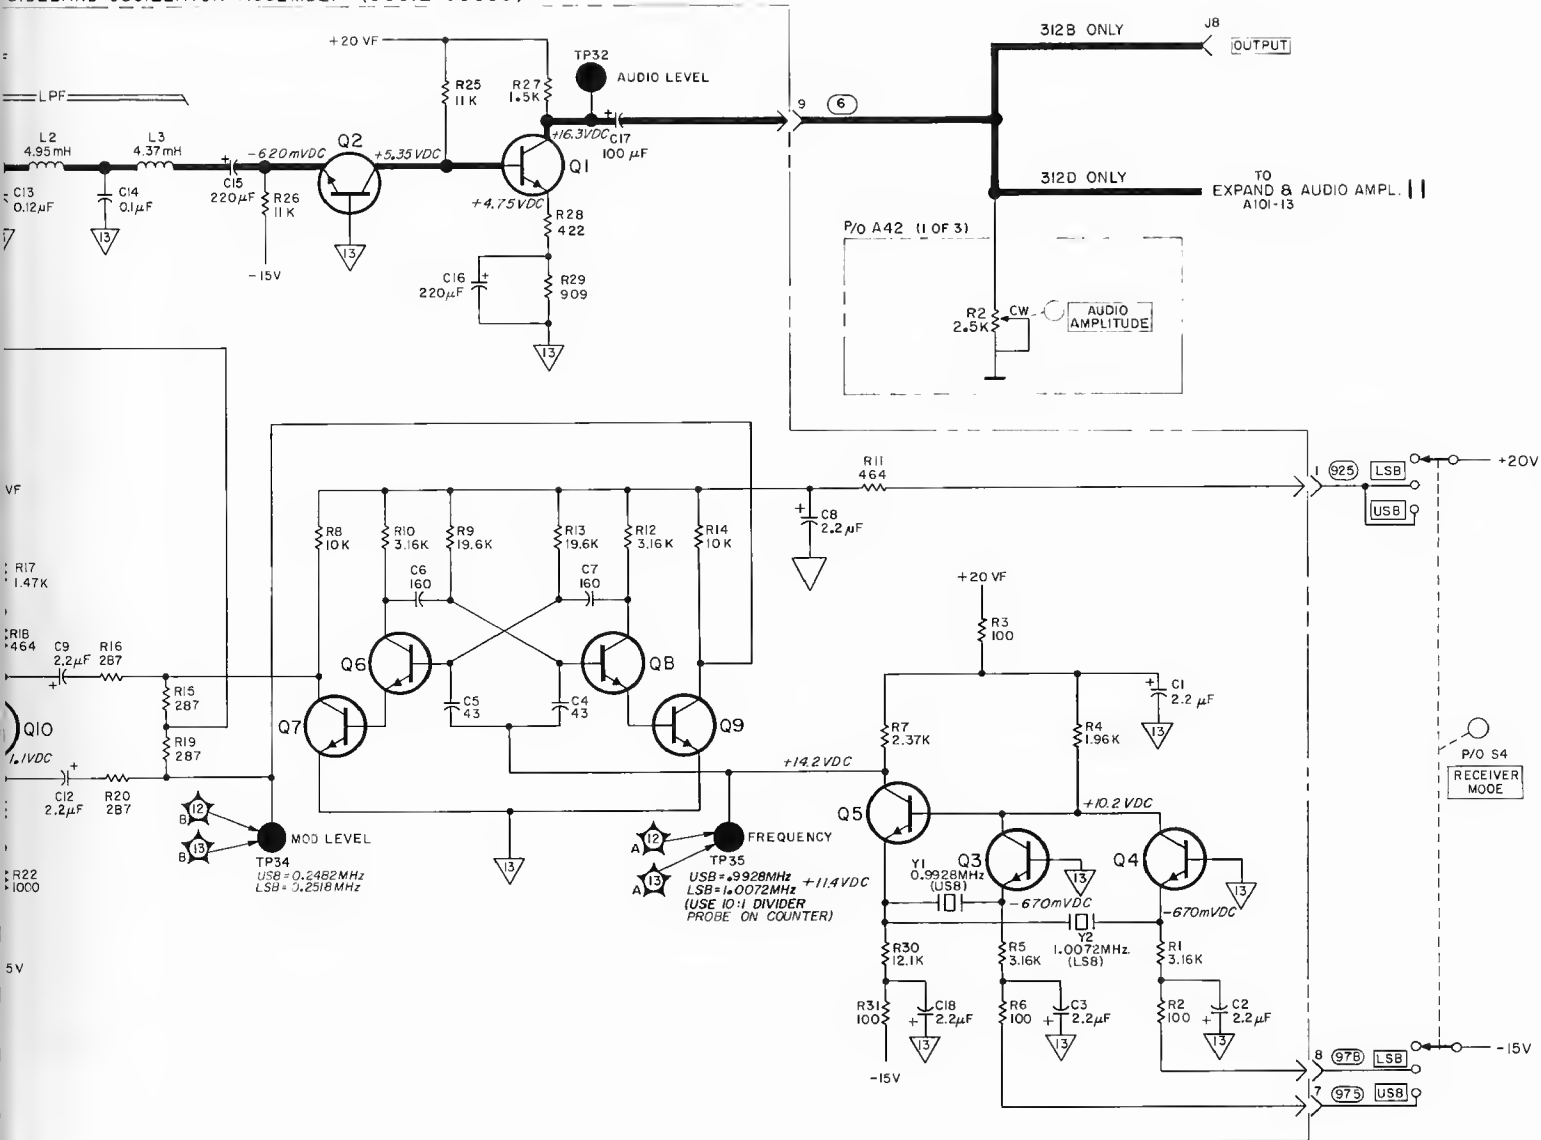 +20 VF
R25
11K
R27
1.5K
TP32
AUDIO LEVEL
LPF
L2
4.95mH
L3
4.37mH
C13
0.12µF
C14
0.1µF
C15
220µF
-620mVDC
R26
11K
-15V
Q2
13
+5.35VDC
Q1
+16.3VDC
C17
100 µF
+4.75VDC
R28
422
C16
220µF
R29
909
13
13
9
6
312B ONLY
J8
OUTPUT
312D ONLY
TO
EXPAND & AUDIO AMPL. 11
A101-13
P/O A42 (1 OF 3)
R2
2.5K
CW
AUDIO
AMPLITUDE
VF
R17
1.47K
R18
464
C9
2.2µF
R16
287
R15
287
R19
287
Q10
1.1VDC
C12
2.2µF
R20
287
R22
1000
5V
R8
10K
R10
3.16K
R9
19.6K
R13
19.6K
R12
3.16K
R14
10K
C6
160
C7
160
Q6
Q8
C5
43
C4
43
Q7
Q9
13
12
B
13
B
MOD LEVEL
TP34
USB=0.2482MHz
LSB=0.2518MHz
12
A
13
A
FREQUENCY
TP35
USB=.9928MHz
LSB=1.0072MHz
(USE 10:1 DIVIDER
PROBE ON COUNTER)
+11.4VDC
R11
464
C8
2.2µF
1
925
LSB
USB
+20V
+20 VF
R3
100
C1
2.2 µF
13
R7
2.37K
R4
1.96K
+14.2VDC
+10.2VDC
Q5
Q3
13
Q4
13
Y1
0.9928MHz
(USB)
-670mVDC
-670mVDC
Y2
1.0072MHz
(LSB)
R30
12.1K
R5
3.16K
R1
3.16K
R31
100
C18
2.2µF
13
R6
100
C3
2.2µF
13
R2
100
C2
2.2µF
13
-15V
P/O S4
RECEIVER
MODE
8
978
LSB
-15V
7
975
USB